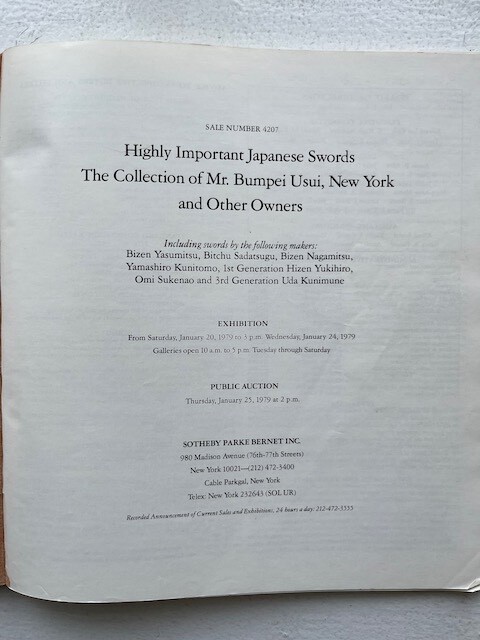 SALE NUMBER 4207
Highly Important Japanese Swords
The Collection of Mr. Bumpei Usui, New York
and Other Owners
Including swords by the following makers:
Bizen Yasumitsu, Bitchu Sadatsugu, Bizen Nagamitsu,
Yamashiro Kunitomo, 1st Generation Hizen Yukihiro,
Omi Sukenao and 3rd Generation Uda Kunimune
EXHIBITION
From Saturday, January 20, 1979 to 3 p.m. Wednesday, January 24, 1979
Galleries open 10 a.m. to 5 p.m. Tuesday through Saturday
PUBLIC AUCTION
Thursday, January 25, 1979 at 2 p.m.
SOTHEBY PARKE BERNET INC.
980 Madison Avenue (76th-77th Streets)
New York 10021—(212) 472-3400
Cable Parkgal, New York
Telex: New York 232643 (SOL UR)
Recorded Announcement of Current Sales and Exhibitions, 24 hours a day: 212-472-3555